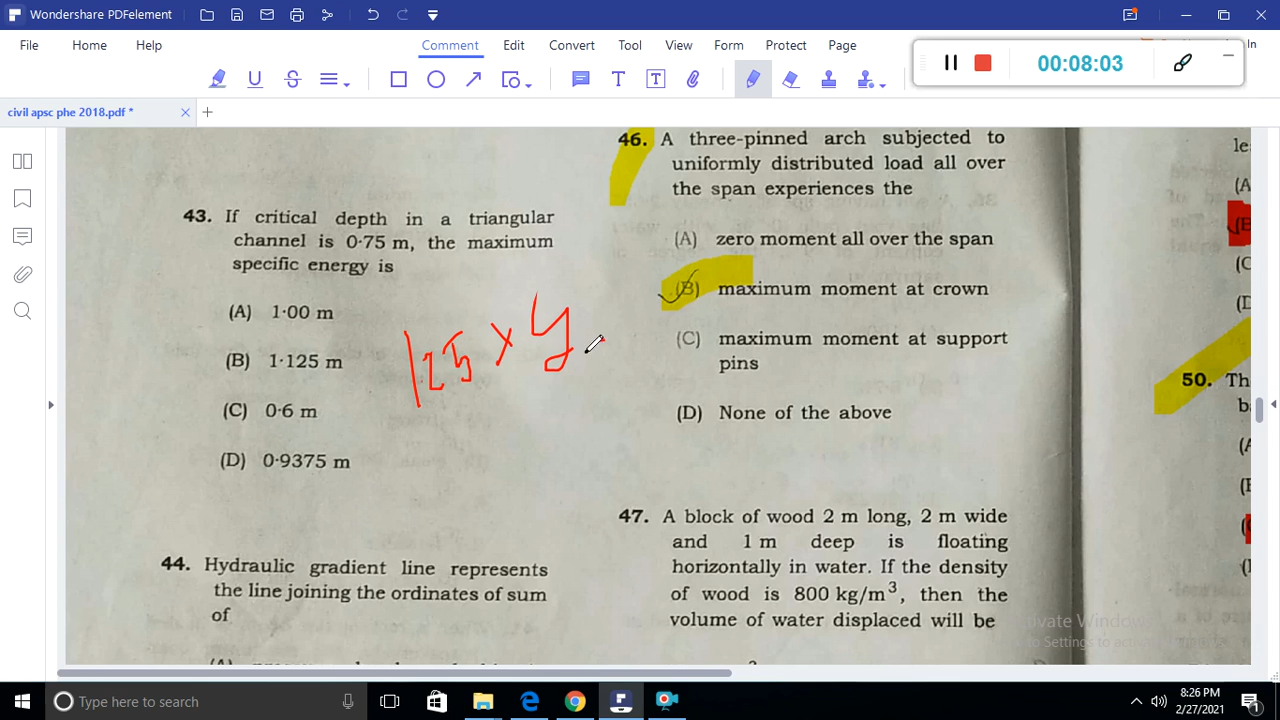 Wondershare PDFelement
File Home Help Comment Edit Convert Tool View Form Protect Page
00:08:03
In
civil apsc phe 2018.pdf *
43. If critical depth in a triangular
channel is 0·75 m, the maximum
specific energy is
(A) 1·00 m
(B) 1·125 m
(C) 0·6 m
(D) 0·9375 m
125 × y
44. Hydraulic gradient line represents
the line joining the ordinates of sum
of
46. A three-pinned arch subjected to
uniformly distributed load all over
the span experiences the
(A) zero moment all over the span
(B) maximum moment at crown
(C) maximum moment at support
pins
(D) None of the above
47. A block of wood 2 m long, 2 m wide
and 1 m deep is floating
horizontally in water. If the density
of wood is 800 kg/m³, then the
volume of water displaced will be
le
(A
(B
(C
(D
50. Th
ba
(A
Type here to search
8:26 PM
2/27/2021